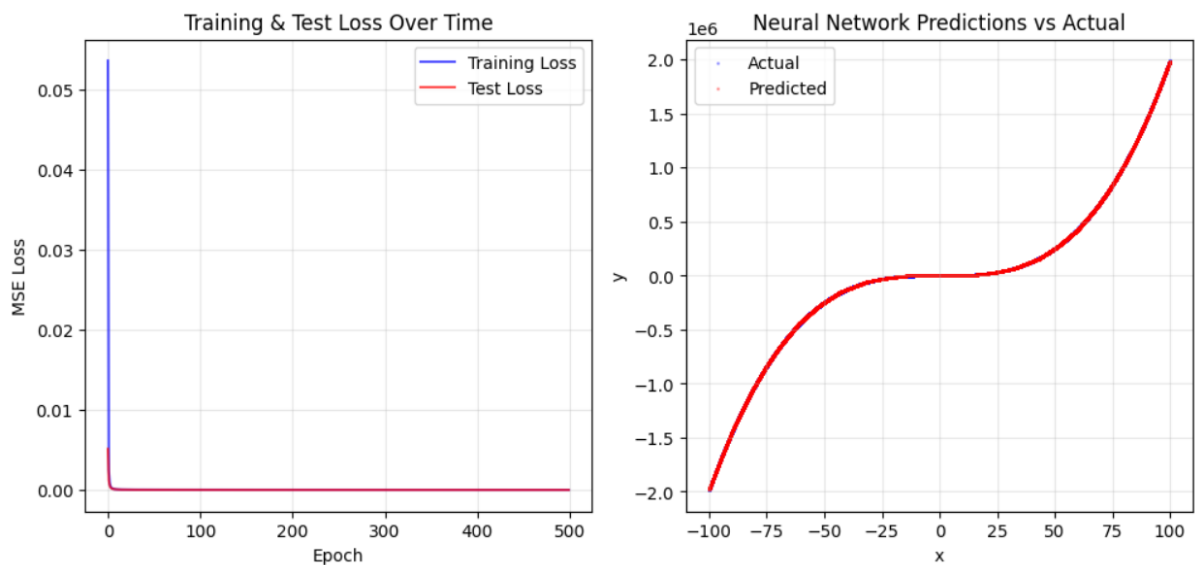 Training & Test Loss Over Time
MSE Loss
0.05
0.04
0.03
0.02
0.01
0.00
0
100
200
300
400
500
Epoch
Training Loss
Test Loss
Neural Network Predictions vs Actual
1e6
y
2.0
1.5
1.0
0.5
0.0
−0.5
−1.0
−1.5
−2.0
−100
−75
−50
−25
0
25
50
75
100
x
Actual
Predicted